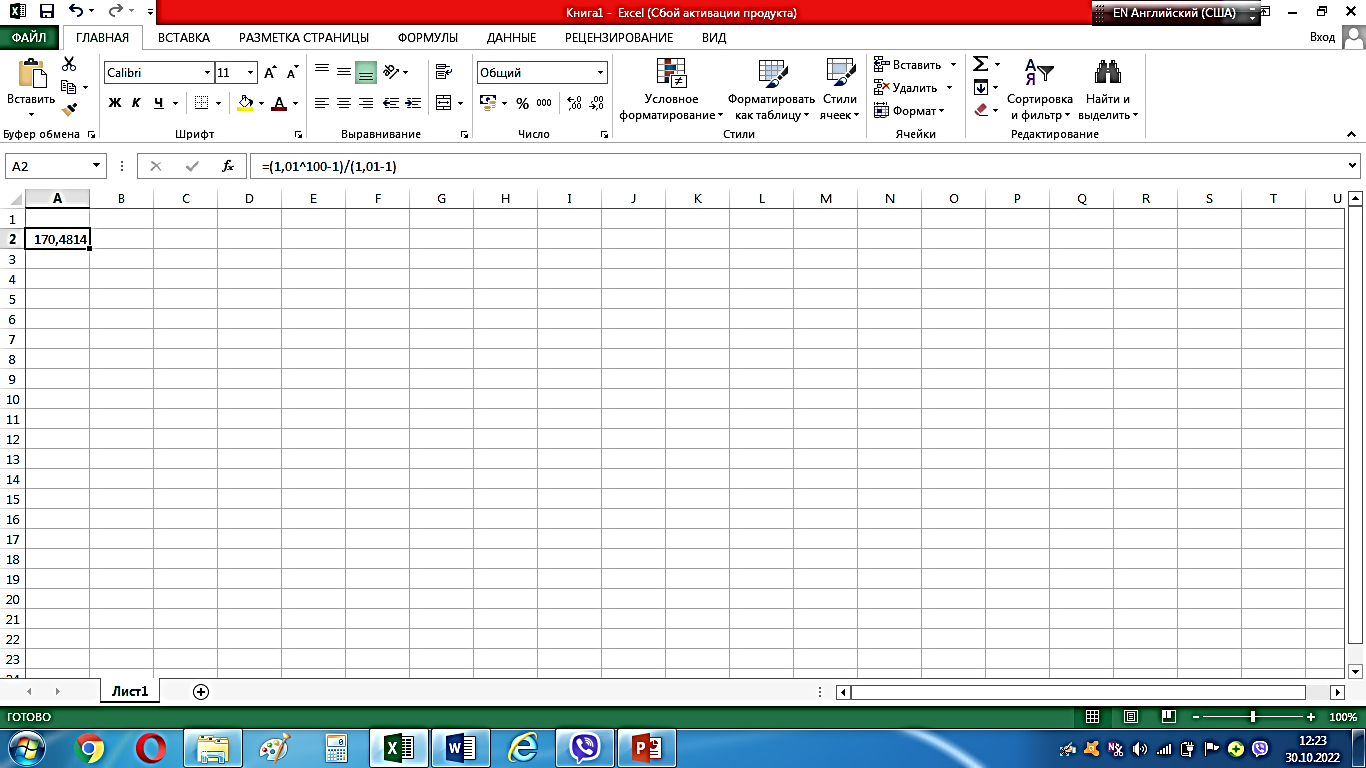 Книга1 - Excel (Сбой активации продукта)
EN Английский (США)
ФАЙЛ ГЛАВНАЯ ВСТАВКА РАЗМЕТКА СТРАНИЦЫ ФОРМУЛЫ ДАННЫЕ РЕЦЕНЗИРОВАНИЕ ВИД Вход
Вставить
Буфер обмена
Calibri 11
Ж К Ч А
Шрифт
Выравнивание
Общий
% 000
Число
Условное форматирование
Форматировать как таблицу
Стили ячеек
Стили
Вставить
Удалить
Формат
Ячейки
Сортировка и фильтр
Найти и выделить
Редактирование
A2 fx =(1,01^100-1)/(1,01-1)
A B C D E F G H I J K L M N O P Q R S T U
1
2 170,4814
3
4
5
6
7
8
9
10
11
12
13
14
15
16
17
18
19
20
21
22
23
Лист1
ГОТОВО 100%
12:23
30.10.2022